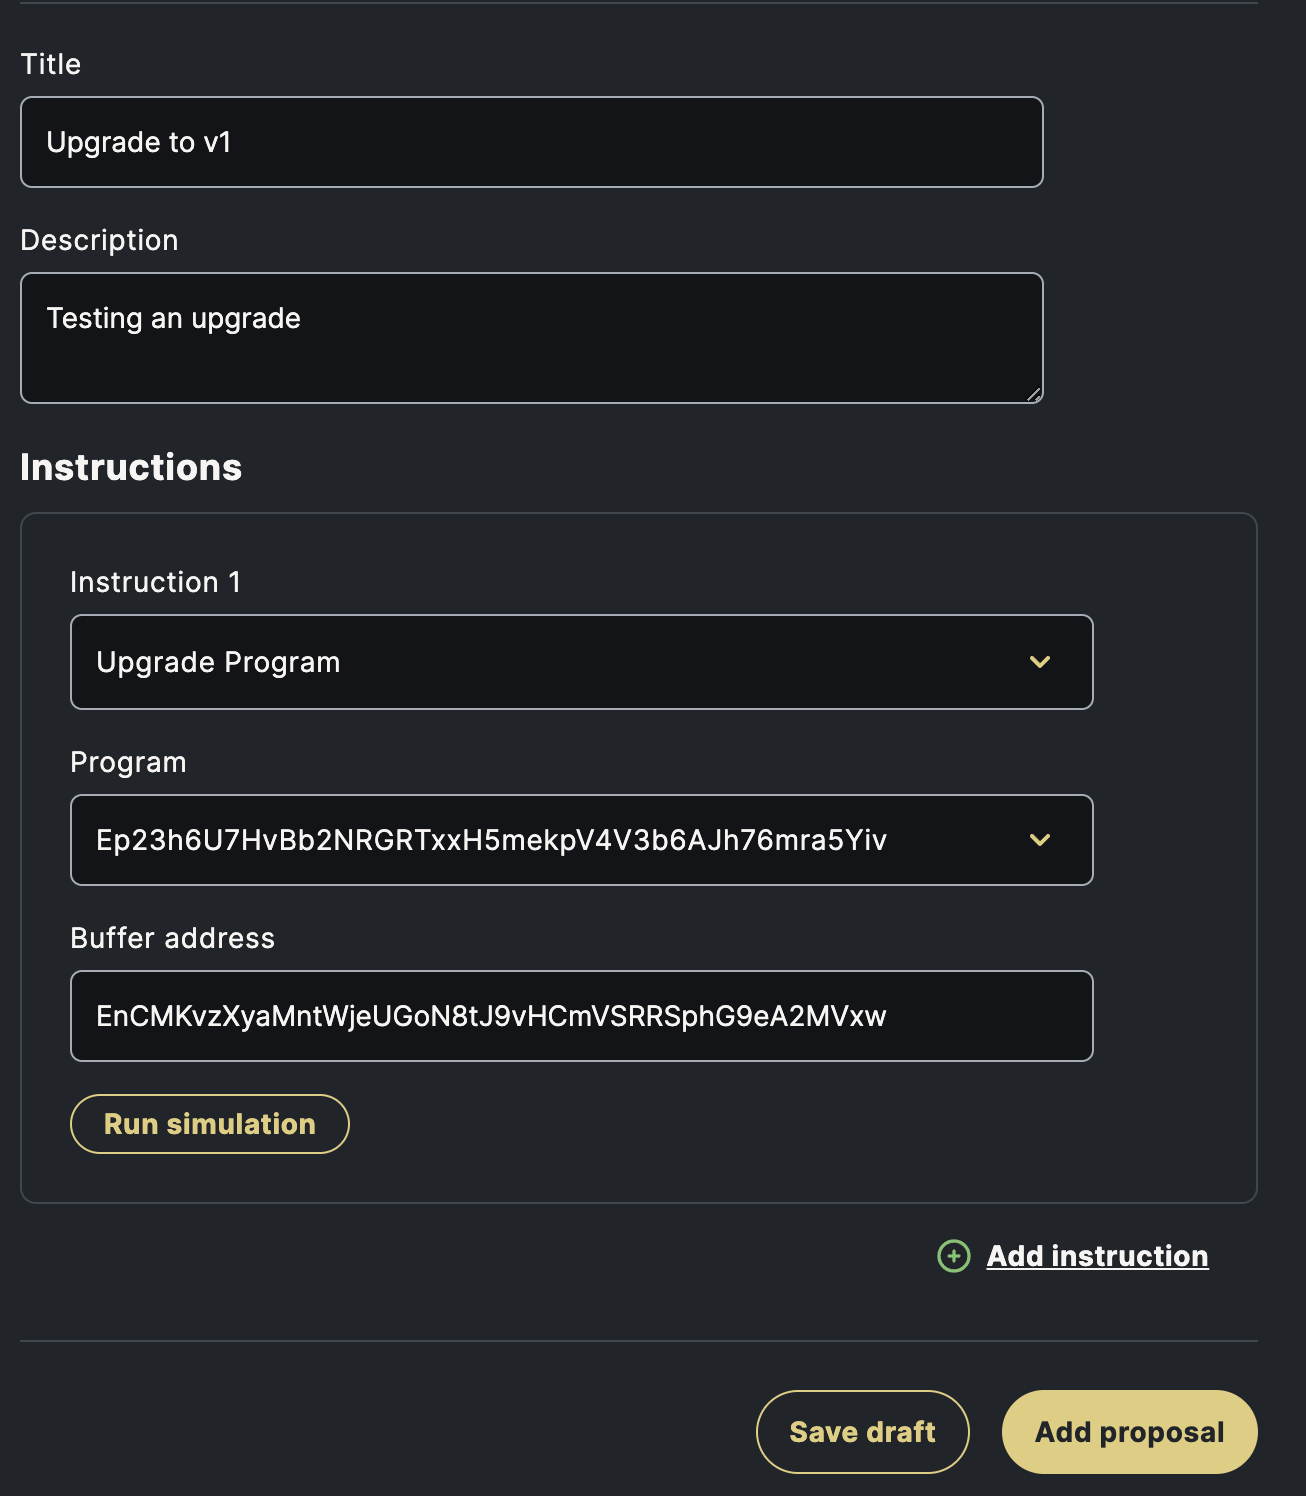 Title
Upgrade to v1
Description
Testing an upgrade
Instructions
Instruction 1
Upgrade Program
Program
Ep23h6U7HvBb2NRGRTxxH5mekpV4V3b6AJh76mra5Yiv
Buffer address
EnCMKvzXyaMntWjeUGoN8tJ9vHCmVSRRSphG9eA2MVxw
Run simulation
Add instruction
Save draft
Add proposal